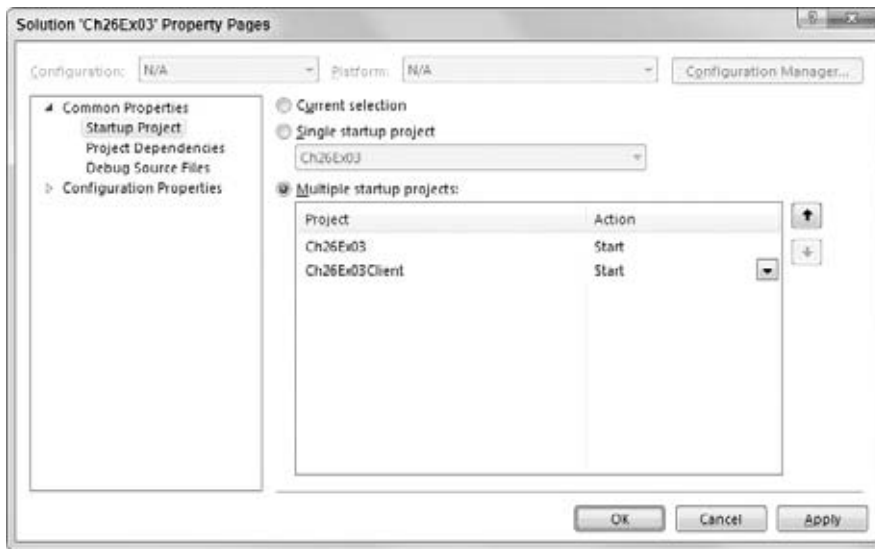 Solution 'Ch26Ex03' Property Pages
Configuration: N/A Platform: N/A Configuration Manager...
Common Properties
Startup Project
Project Dependencies
Debug Source Files
Configuration Properties
Current selection
Single startup project
Ch26Ex03
Multiple startup projects:
Project Action
Ch26Ex03 Start
Ch26Ex03Client Start
OK Cancel Apply